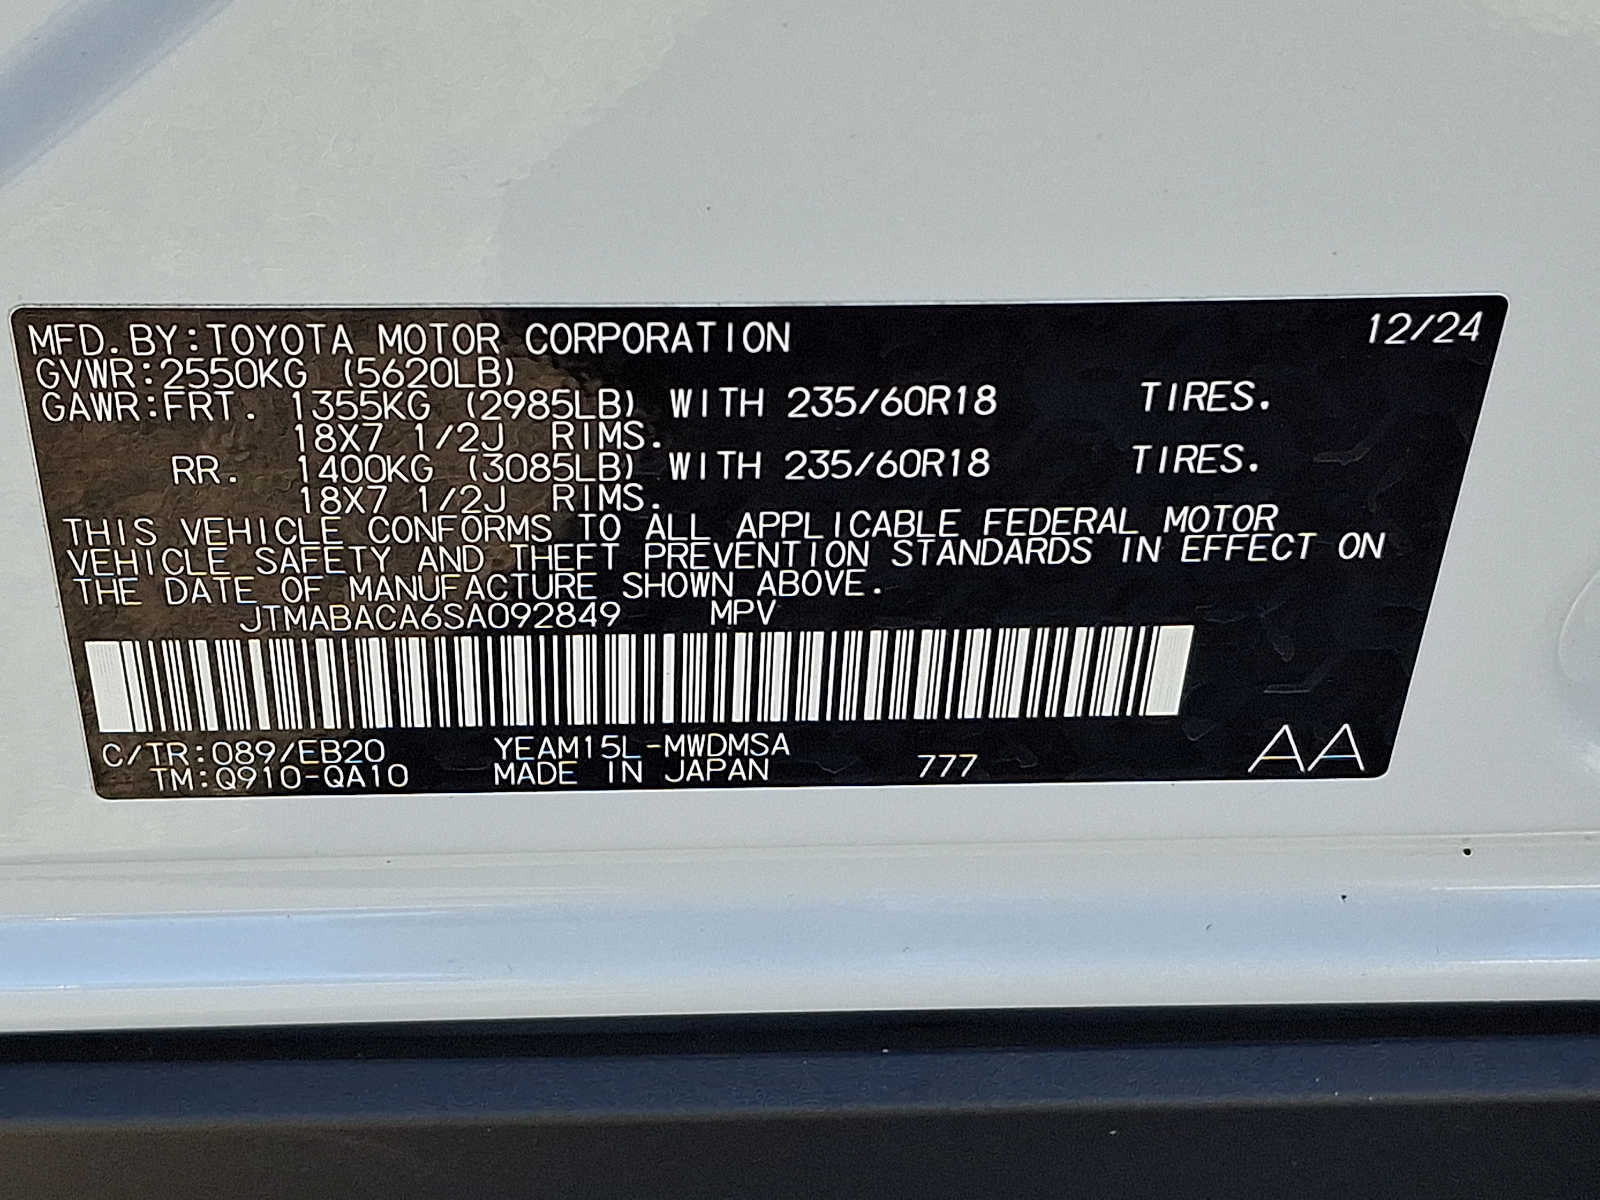 MFD.BY:TOYOTA MOTOR CORPORATION 12/24
GVWR:2550KG (5620LB)
GAWR:FRT. 1355KG (2985LB) WITH 235/60R18 TIRES.
18X7 1/2J RIMS.
RR. 1400KG (3085LB) WITH 235/60R18 TIRES.
18X7 1/2J RIMS.
THIS VEHICLE CONFORMS TO ALL APPLICABLE FEDERAL MOTOR
VEHICLE SAFETY AND THEFT PREVENTION STANDARDS IN EFFECT ON
THE DATE OF MANUFACTURE SHOWN ABOVE.
JTMABACA6SA092849 MPV
C/TR:089/EB20 YEAM15L-MWDMSA
TM:Q910-QA10 MADE IN JAPAN 777 AA